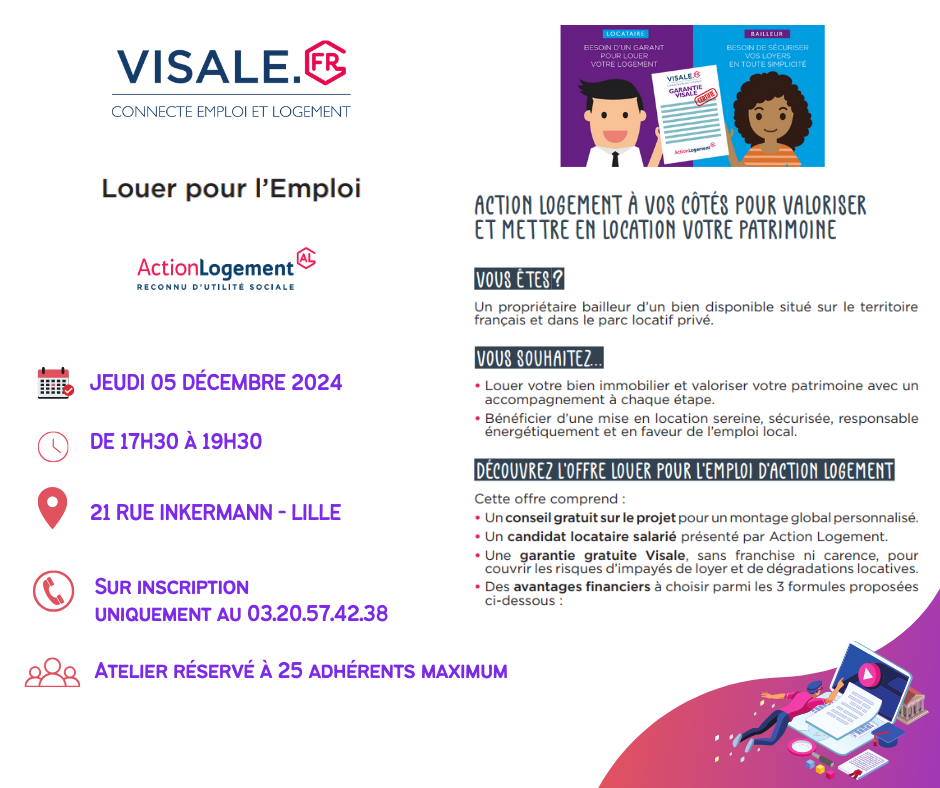 VISALE.FR
CONNECTE EMPLOI ET LOGEMENT
Louer pour l'Emploi
ActionLogement AL
RECONNU D'UTILITÉ SOCIALE
JEUDI 05 DÉCEMBRE 2024
DE 17H30 À 19H30
21 RUE INKERMANN - LILLE
SUR INSCRIPTION
UNIQUEMENT AU 03.20.57.42.38
ATELIER RÉSERVÉ À 25 ADHÉRENTS MAXIMUM
LOCATAIRE
BESOIN D'UN GARANT
POUR LOUER
VOTRE LOGEMENT
BAILLEUR
BESOIN DE SÉCURISER
VOS LOYERS
EN TOUTE SIMPLICITÉ
VISALE.FR
GARANTIE
VISALE
CERTIFIÉ
ActionLogement
ACTION LOGEMENT À VOS CÔTÉS POUR VALORISER
ET METTRE EN LOCATION VOTRE PATRIMOINE
VOUS ÊTES ?
Un propriétaire bailleur d'un bien disponible situé sur le territoire
français et dans le parc locatif privé.
VOUS SOUHAITEZ...
• Louer votre bien immobilier et valoriser votre patrimoine avec un
accompagnement à chaque étape.
• Bénéficier d'une mise en location sereine, sécurisée, responsable
énergétiquement et en faveur de l'emploi local.
DÉCOUVREZ L'OFFRE LOUER POUR L'EMPLOI D'ACTION LOGEMENT
Cette offre comprend :
• Un conseil gratuit sur le projet pour un montage global personnalisé.
• Un candidat locataire salarié présenté par Action Logement.
• Une garantie gratuite Visale, sans franchise ni carence, pour
couvrir les risques d'impayés de loyer et de dégradations locatives.
• Des avantages financiers à choisir parmi les 3 formules proposées
ci-dessous :